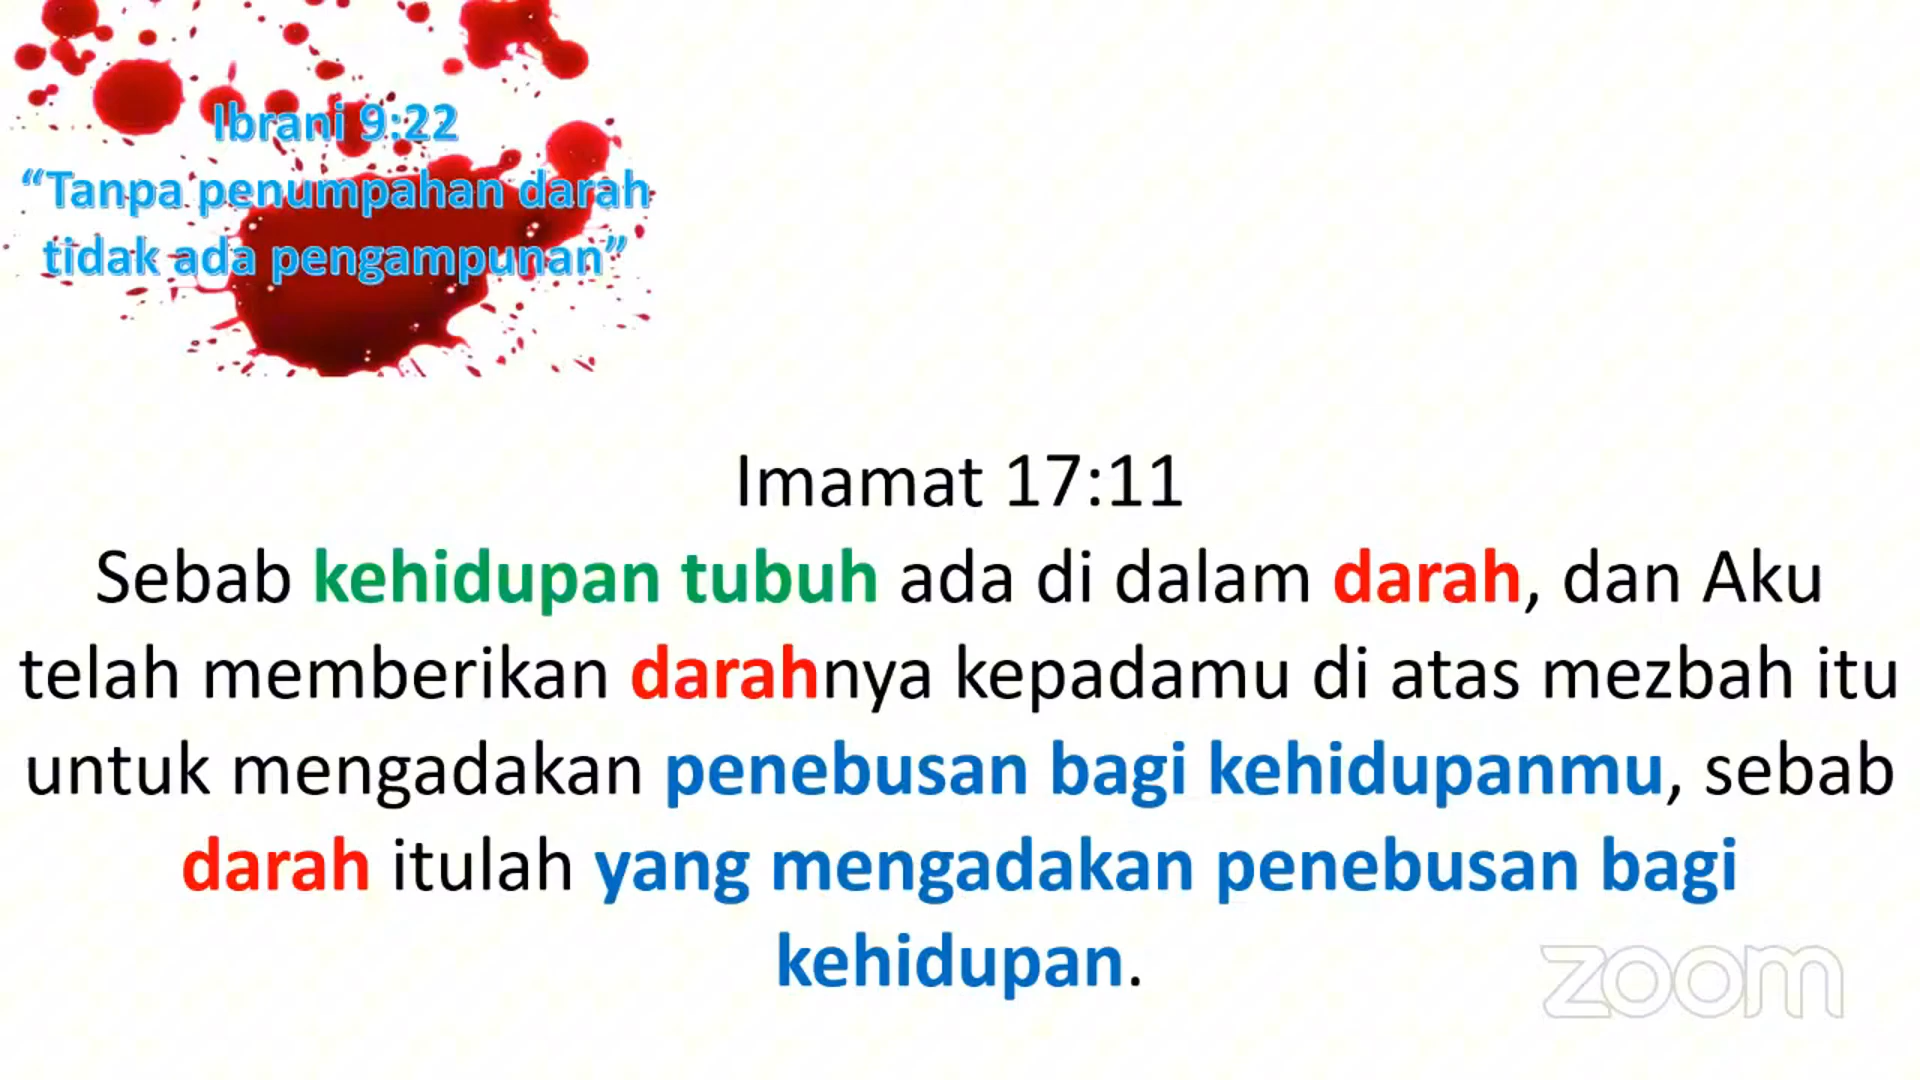 Ibrani 9:22
“Tanpa penumpahan darah
tidak ada pengampunan”
Imamat 17:11
Sebab kehidupan tubuh ada di dalam darah, dan Aku
telah memberikan darahnya kepadamu di atas mezbah itu
untuk mengadakan penebusan bagi kehidupanmu, sebab
darah itulah yang mengadakan penebusan bagi
kehidupan.
zoom